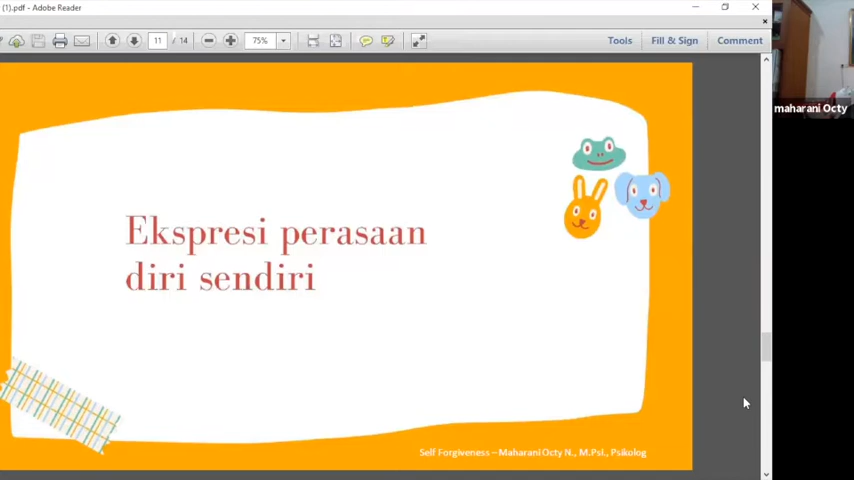 (1).pdf - Adobe Reader
11 / 14
75%
Tools
Fill & Sign
Comment
maharani Octy
Ekspresi perasaan
diri sendiri
Self Forgiveness – Maharani Octy N., M.Psi., Psikolog